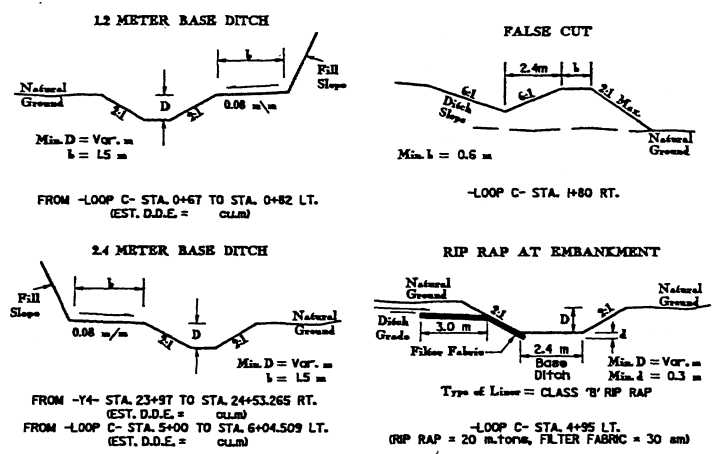 1.2 METER BASE DITCH
b
Fill
Slope
Natural
Ground
2:1
D
2:1
0.08 m/m
Min. D = Var. m
b = 1.5 m
FROM -LOOP C- STA. 0+67 TO STA. 0+82 LT.
(EST. D.D.E. = cu.m)
FALSE CUT
2.4m
b
6:1
Ditch
Slope
6:1
2:1 Max.
Natural
Ground
Min. b = 0.6 m
-LOOP C- STA. 1+80 RT.
2.4 METER BASE DITCH
b
Fill
Slope
0.08 m/m
2:1
D
2:1
Natural
Ground
Min. D = Var. m
b = 1.5 m
FROM -Y4- STA. 23+97 TO STA. 24+53.265 RT.
(EST. D.D.E. = cu.m)
FROM -LOOP C- STA. 5+00 TO STA. 6+04.509 LT.
(EST. D.D.E. = cu.m)
RIP RAP AT EMBANKMENT
Natural
Ground
2:1
D
2:1
Natural
Ground
Ditch
Grade
3.0 m
d
Filter Fabric
2.4 m
Base
Ditch
Min. D = Var. m
Min. d = 0.3 m
Type of Liner = CLASS 'B' RIP RAP
-LOOP C- STA. 4+95 LT.
(RIP RAP = 20 m.tons, FILTER FABRIC = 30 sm)